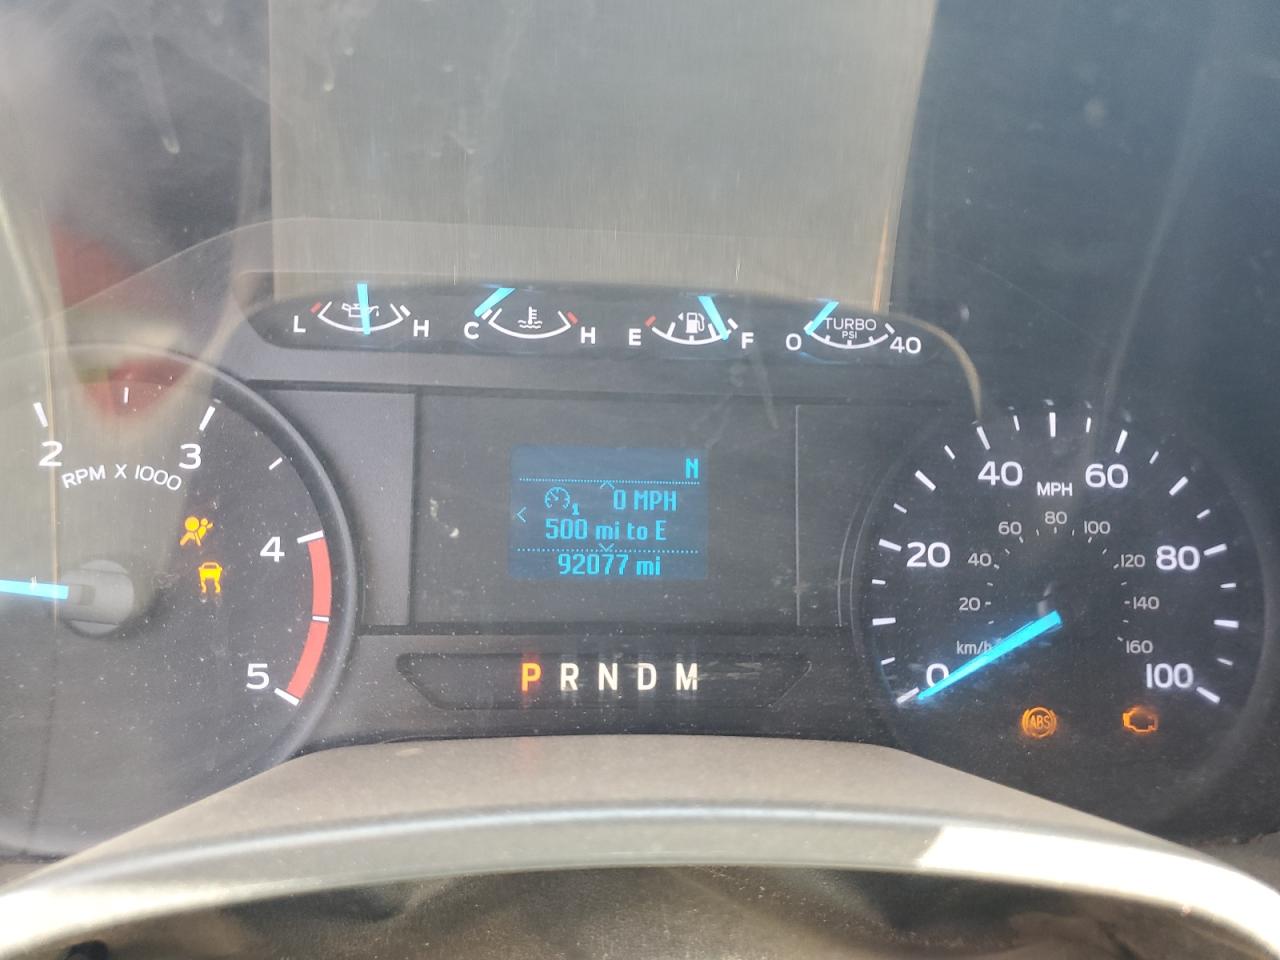 L H C H E F 0 TURBO PSI 40
2 3 4 5
RPM X 1000
N
1 0 MPH
500 mi to E
92077 mi
P R N D M
0 20 40 60 80 100
MPH
20 40 60 80 100 120 140 160
km/h
ABS